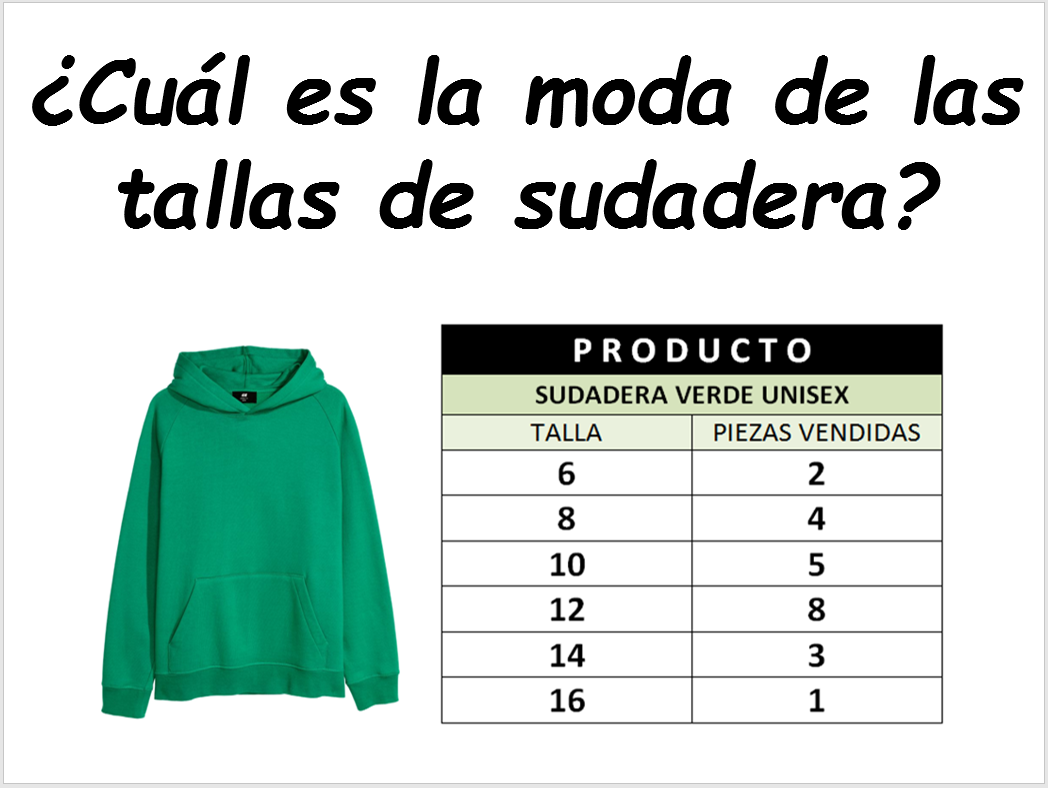 ¿Cuál es la moda de las
tallas de sudadera?
PRODUCTO
SUDADERA VERDE UNISEX
TALLA PIEZAS VENDIDAS
6 2
8 4
10 5
12 8
14 3
16 1